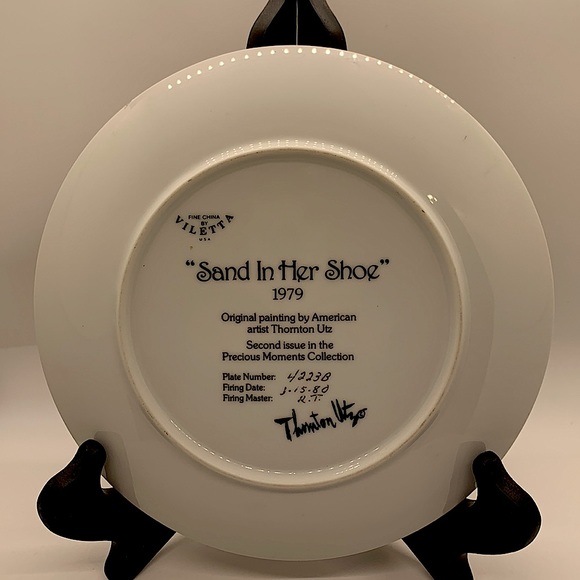 FINE CHINA
BY
VILETTA
USA
"Sand In Her Shoe"
1979
Original painting by American
artist Thornton Utz
Second issue in the
Precious Moments Collection
Plate Number: 4223B
Firing Date: 3-15-80
Firing Master: R.T.
Thornton Utz